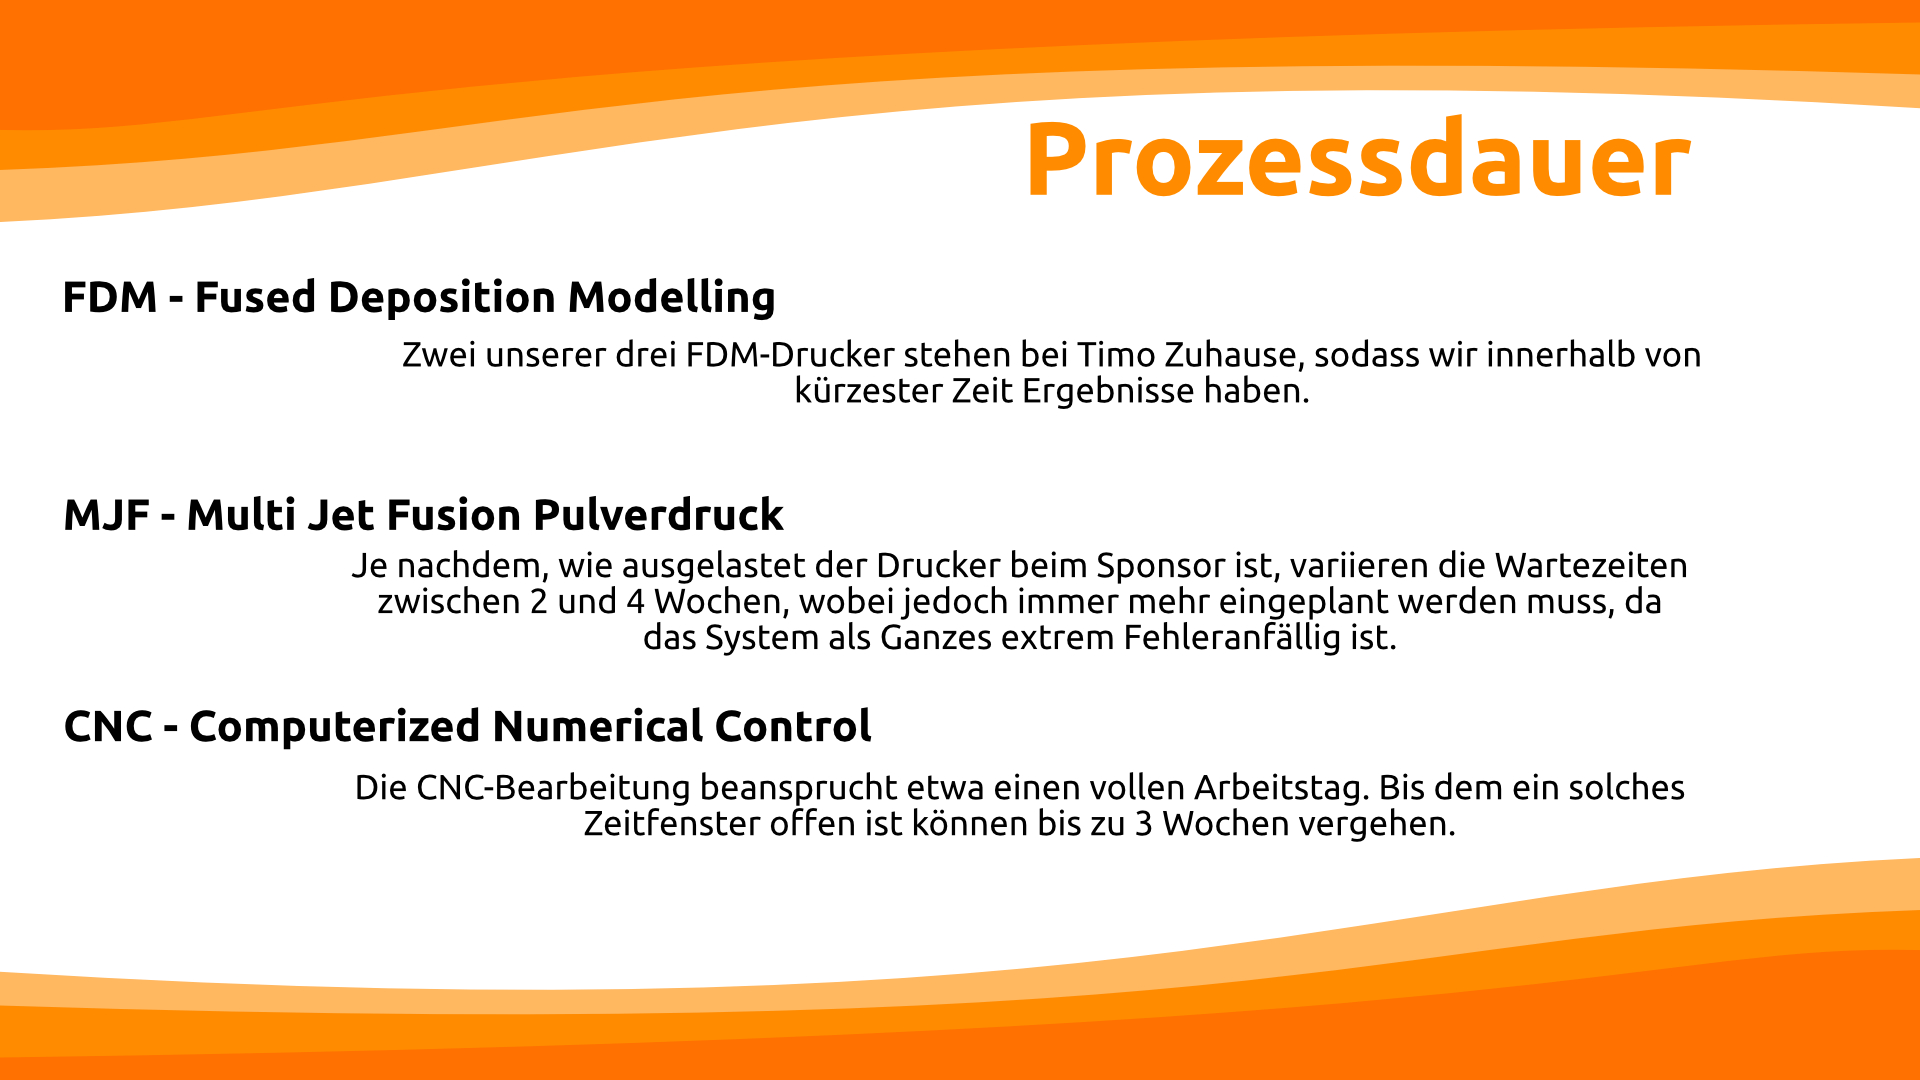 Prozessdauer
FDM - Fused Deposition Modelling
Zwei unserer drei FDM-Drucker stehen bei Timo Zuhause, sodass wir innerhalb von
kürzester Zeit Ergebnisse haben.
MJF - Multi Jet Fusion Pulverdruck
Je nachdem, wie ausgelastet der Drucker beim Sponsor ist, variieren die Wartezeiten
zwischen 2 und 4 Wochen, wobei jedoch immer mehr eingeplant werden muss, da
das System als Ganzes extrem Fehleranfällig ist.
CNC - Computerized Numerical Control
Die CNC-Bearbeitung beansprucht etwa einen vollen Arbeitstag. Bis dem ein solches
Zeitfenster offen ist können bis zu 3 Wochen vergehen.